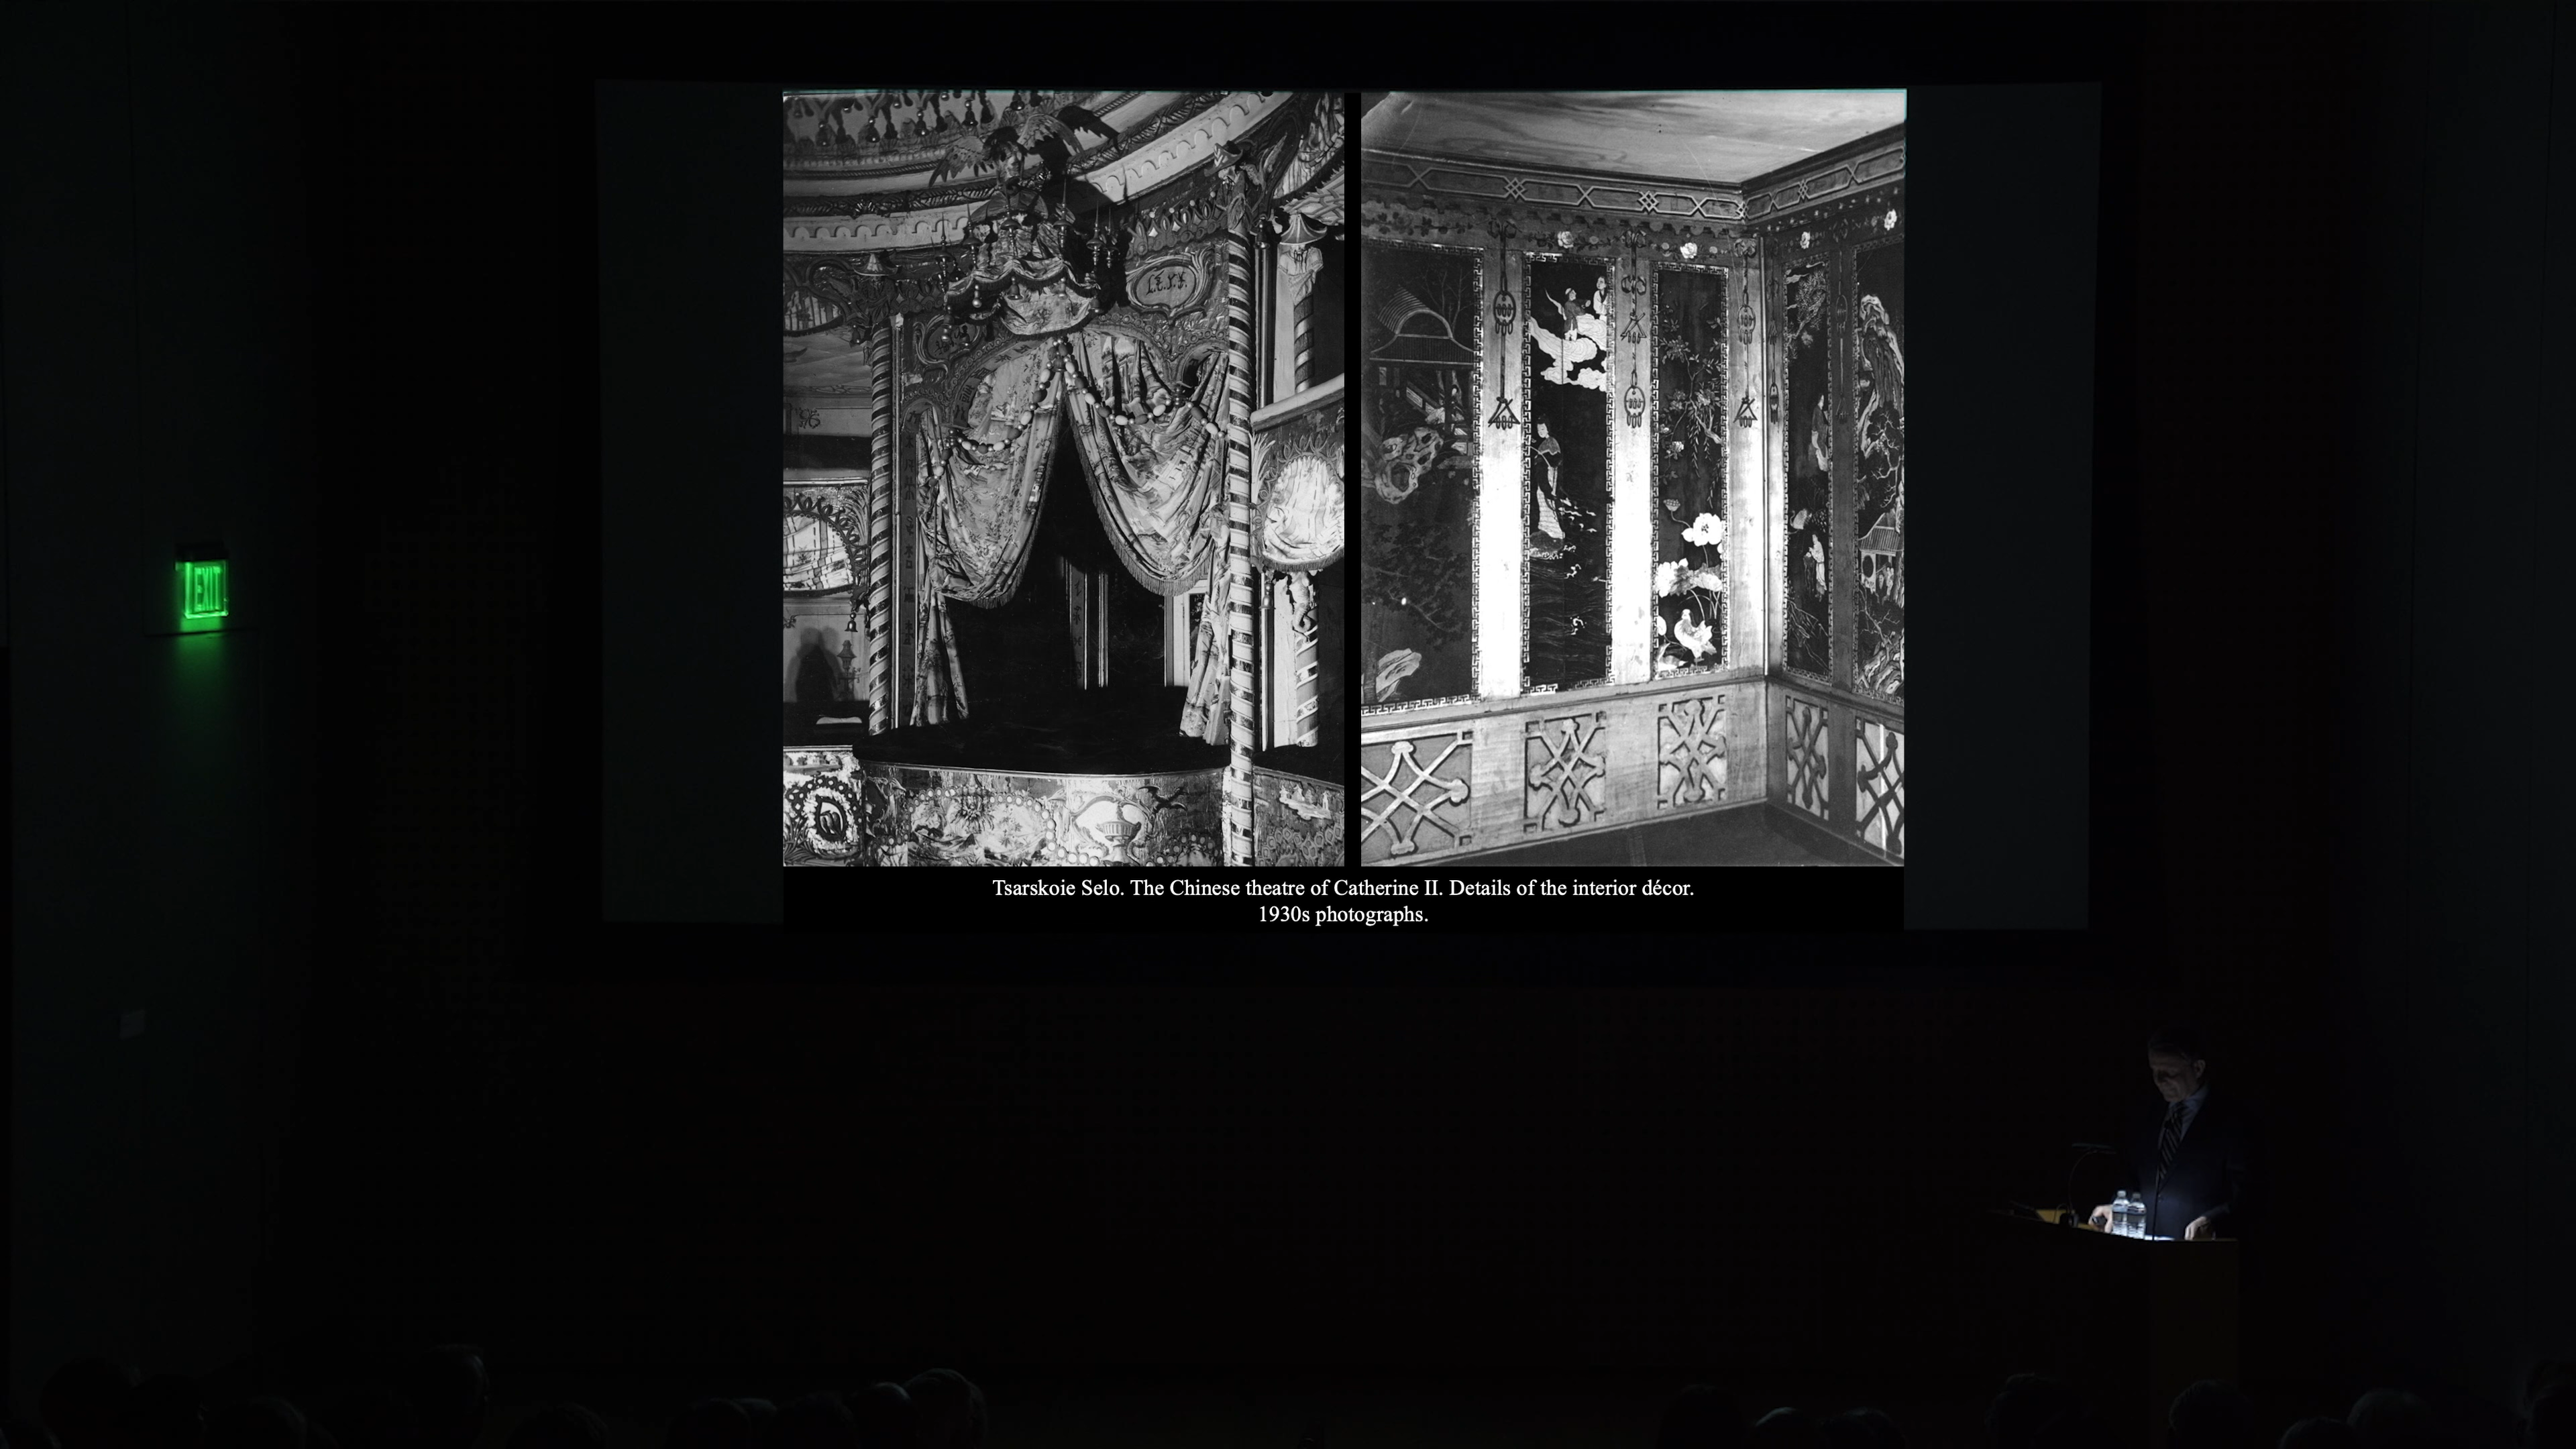 EXIT
Tsarskoie Selo. The Chinese theatre of Catherine II. Details of the interior décor.
1930s photographs.